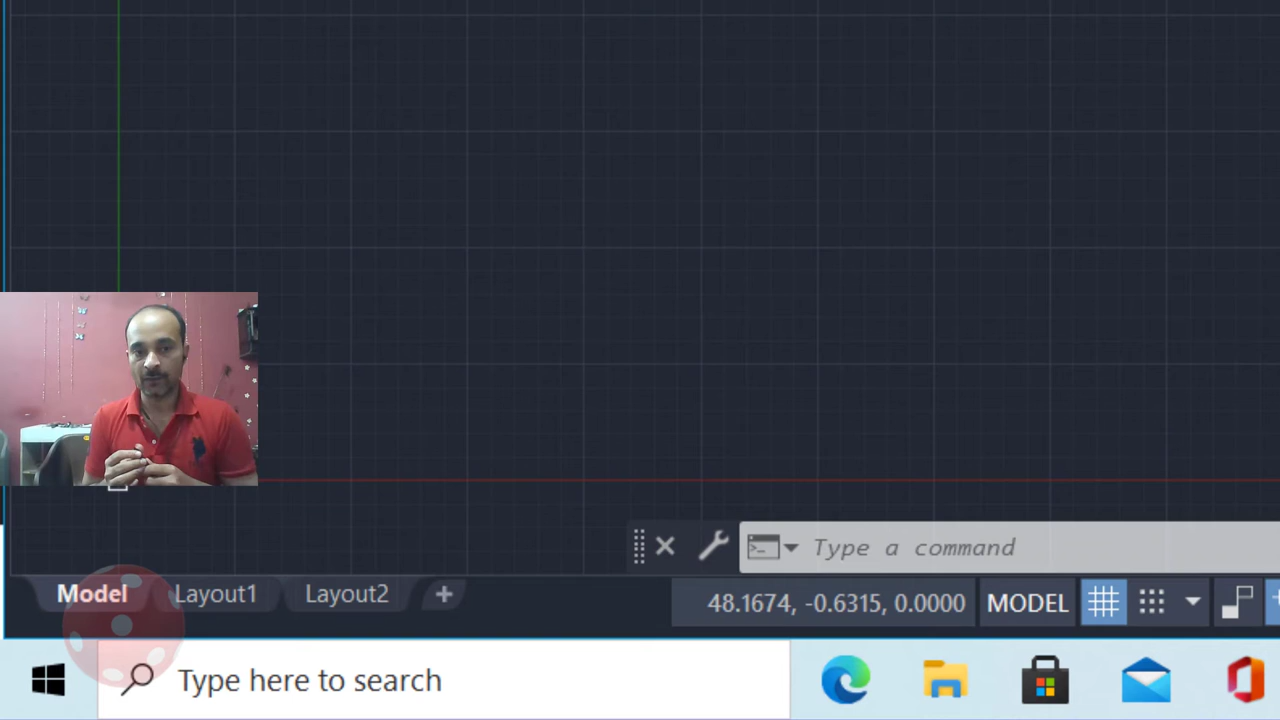 Type a command
Model Layout1 Layout2
48.1674, -0.6315, 0.0000 MODEL
Type here to search